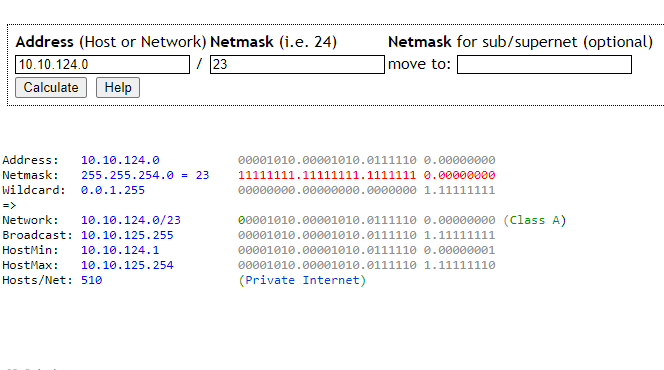 Address (Host or Network) Netmask (i.e. 24) Netmask for sub/supernet (optional)
10.10.124.0 / 23 move to:
Calculate Help
Address: 10.10.124.0 00001010.00001010.0111110 0.00000000
Netmask: 255.255.254.0 = 23 11111111.11111111.1111111 0.00000000
Wildcard: 0.0.1.255 00000000.00000000.0000000 1.11111111
=>
Network: 10.10.124.0/23 00001010.00001010.0111110 0.00000000 (Class A)
Broadcast: 10.10.125.255 00001010.00001010.0111110 1.11111111
HostMin: 10.10.124.1 00001010.00001010.0111110 0.00000001
HostMax: 10.10.125.254 00001010.00001010.0111110 1.11111110
Hosts/Net: 510 (Private Internet)